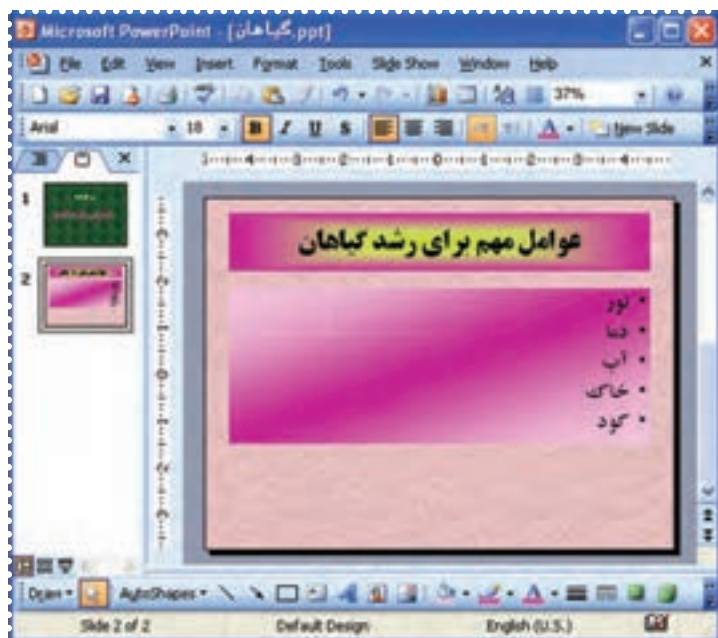 Microsoft PowerPoint - [گیاهان.ppt]
File Edit View Insert Format Tools Slide Show Window Help
37%
Arial 18 B I U S A New Slide
1
2
عوامل مهم برای رشد گیاهان
• نور
• دما
• آب
• خاک
• کود
Draw AutoShapes
Slide 2 of 2 Default Design English (U.S.)